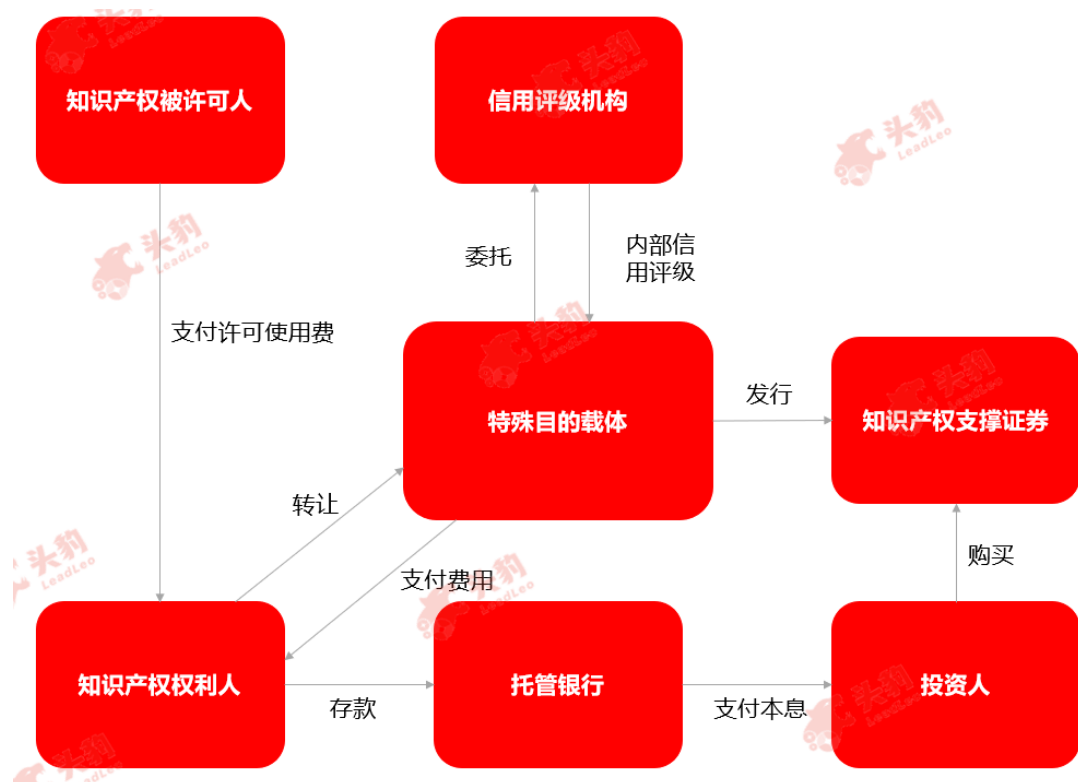 知识产权被许可人
信用评级机构
头豹
LeadLeo
委托
内部信
用评级
支付许可使用费
特殊目的载体
发行
知识产权支撑证券
转让
支付费用
购买
知识产权权利人
存款
托管银行
支付本息
投资人